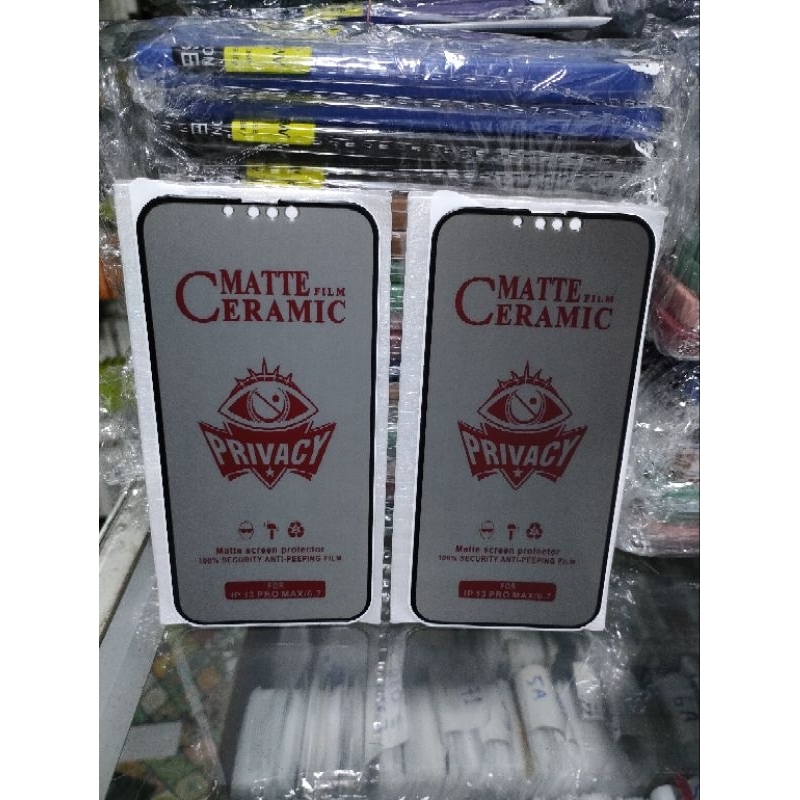 MATTE FILM
CERAMIC
PRIVACY
Matte screen protector
100% SECURITY ANTI-PEEPING FILM
FOR
IP 13 PRO MAX/6.7
MATTE FILM
CERAMIC
PRIVACY
Matte screen protector
100% SECURITY ANTI-PEEPING FILM
FOR
IP 13 PRO MAX/6.7